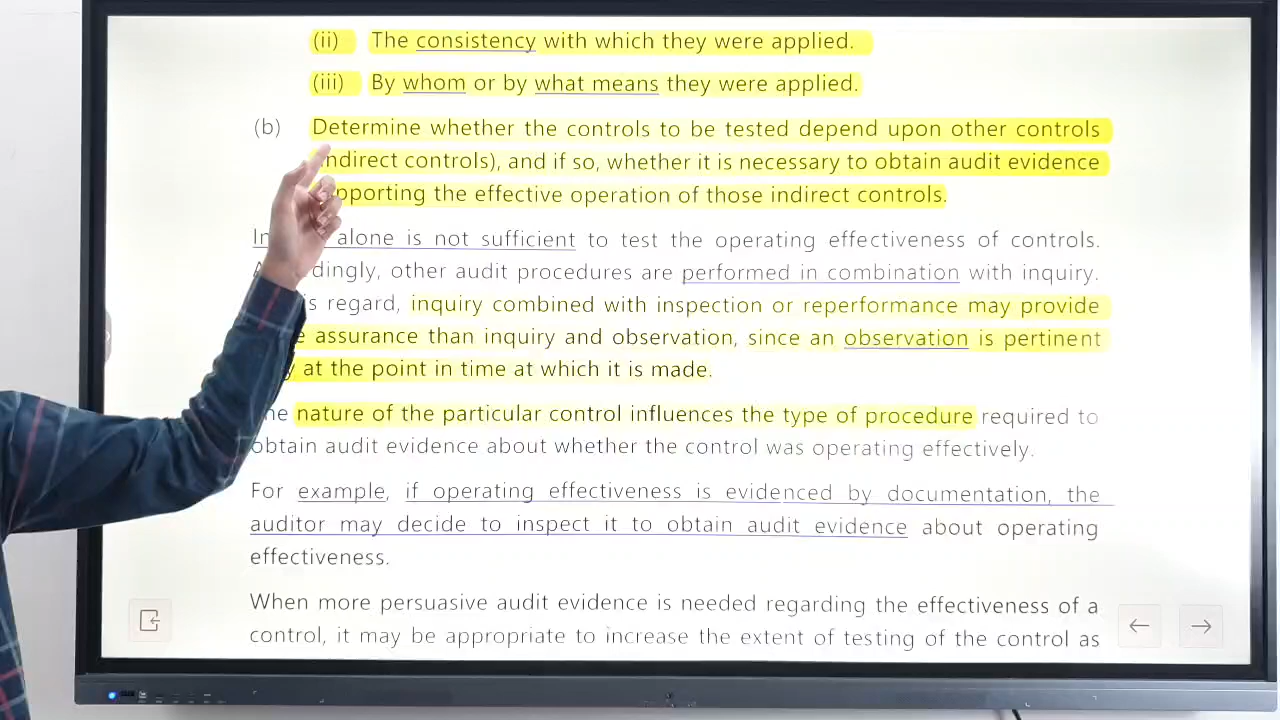 (ii) The consistency with which they were applied.
(iii) By whom or by what means they were applied.
(b) Determine whether the controls to be tested depend upon other controls
indirect controls), and if so, whether it is necessary to obtain audit evidence
pporting the effective operation of those indirect controls.
In alone is not sufficient to test the operating effectiveness of controls.
dingly, other audit procedures are performed in combination with inquiry.
is regard, inquiry combined with inspection or reperformance may provide
assurance than inquiry and observation, since an observation is pertinent
at the point in time at which it is made.
nature of the particular control influences the type of procedure required to
obtain audit evidence about whether the control was operating effectively.
For example, if operating effectiveness is evidenced by documentation, the
auditor may decide to inspect it to obtain audit evidence about operating
effectiveness.
When more persuasive audit evidence is needed regarding the effectiveness of a
control, it may be appropriate to increase the extent of testing of the control as